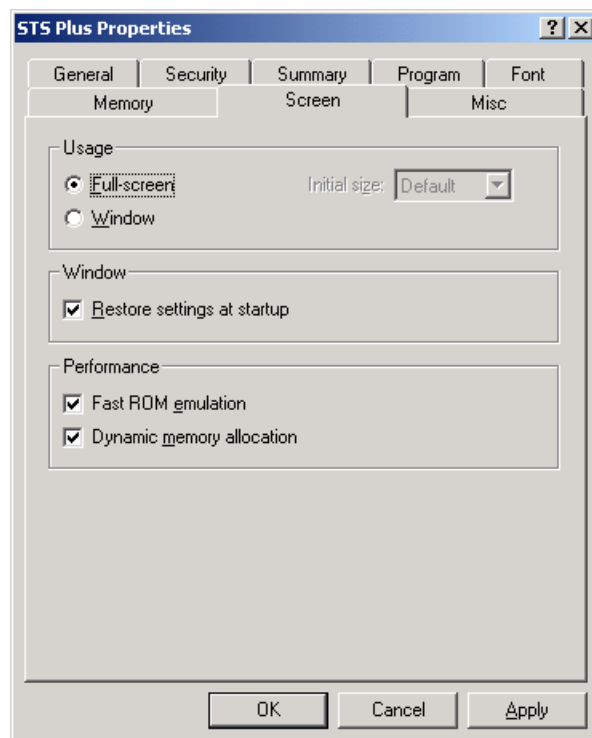 STS Plus Properties
General Security Summary Program Font
Memory Screen Misc
Usage
Full-screen Initial size: Default
Window
Window
Restore settings at startup
Performance
Fast ROM emulation
Dynamic memory allocation
OK Cancel Apply